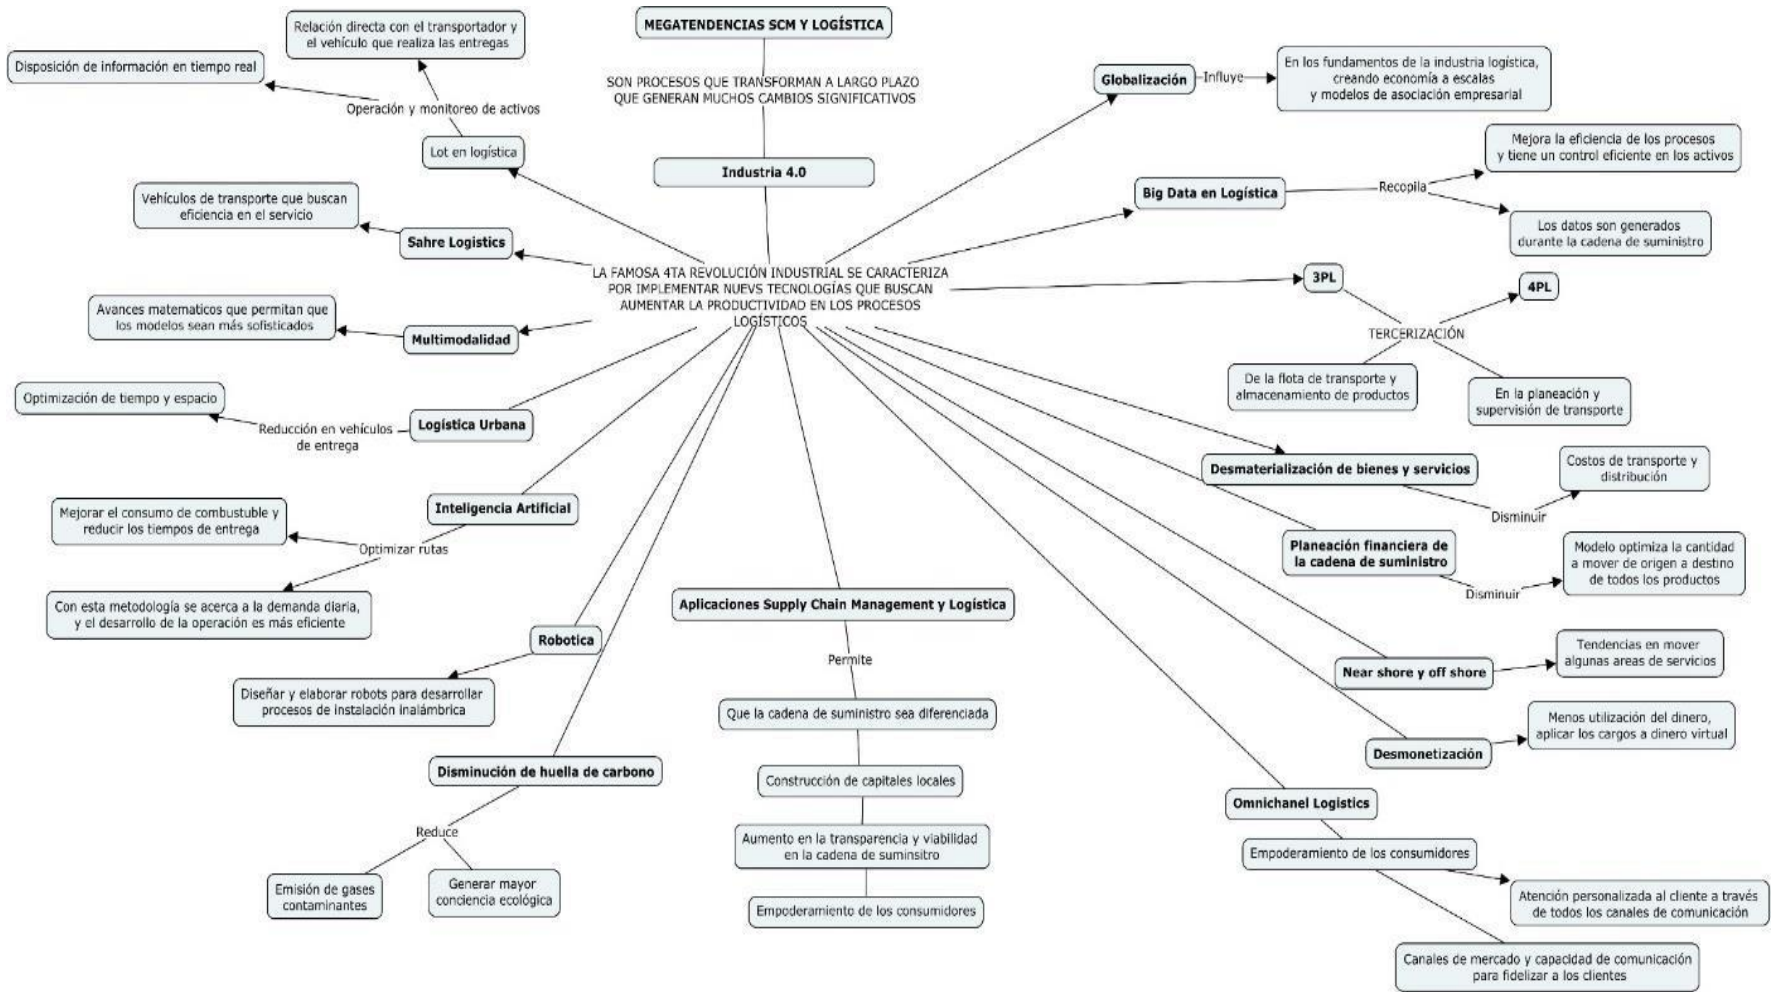 MEGATENDENCIAS SCM Y LOGÍSTICA
SON PROCESOS QUE TRANSFORMAN A LARGO PLAZO
QUE GENERAN MUCHOS CAMBIOS SIGNIFICATIVOS
Industria 4.0
LA FAMOSA 4TA REVOLUCIÓN INDUSTRIAL SE CARACTERIZA
POR IMPLEMENTAR NUEVS TECNOLOGÍAS QUE BUSCAN
AUMENTAR LA PRODUCTIVIDAD EN LOS PROCESOS
LOGÍSTICOS
Relación directa con el transportador y
el vehículo que realiza las entregas
Disposición de información en tiempo real
Operación y monitoreo de activos
Lot en logística
Vehículos de transporte que buscan
eficiencia en el servicio
Sahre Logistics
Avances matematicos que permitan que
los modelos sean más sofisticados
Multimodalidad
Optimización de tiempo y espacio
Reducción en vehículos
de entrega
Logística Urbana
Inteligencia Artificial
Mejorar el consumo de combustuble y
reducir los tiempos de entrega
Optimizar rutas
Con esta metodología se acerca a la demanda diaria,
y el desarrollo de la operación es más eficiente
Robotica
Diseñar y elaborar robots para desarrollar
procesos de instalación inalámbrica
Disminución de huella de carbono
Reduce
Emisión de gases
contaminantes
Generar mayor
conciencia ecológica
Aplicaciones Supply Chain Management y Logística
Permite
Que la cadena de suministro sea diferenciada
Construcción de capitales locales
Aumento en la transparencia y viabilidad
en la cadena de suminsitro
Empoderamiento de los consumidores
Globalización
Influye
En los fundamentos de la industria logística,
creando economía a escalas
y modelos de asociación empresarial
Big Data en Logística
Recopila
Mejora la eficiencia de los procesos
y tiene un control eficiente en los activos
Los datos son generados
durante la cadena de suministro
3PL
4PL
TERCERIZACIÓN
De la flota de transporte y
almacenamiento de productos
En la planeación y
supervisión de transporte
Desmaterialización de bienes y servicios
Disminuir
Costos de transporte y
distribución
Planeación financiera de
la cadena de suministro
Disminuir
Modelo optimiza la cantidad
a mover de origen a destino
de todos los productos
Near shore y off shore
Tendencias en mover
algunas areas de servicios
Desmonetización
Menos utilización del dinero,
aplicar los cargos a dinero virtual
Omnichanel Logistics
Empoderamiento de los consumidores
Atención personalizada al cliente a través
de todos los canales de comunicación
Canales de mercado y capacidad de comunicación
para fidelizar a los clientes